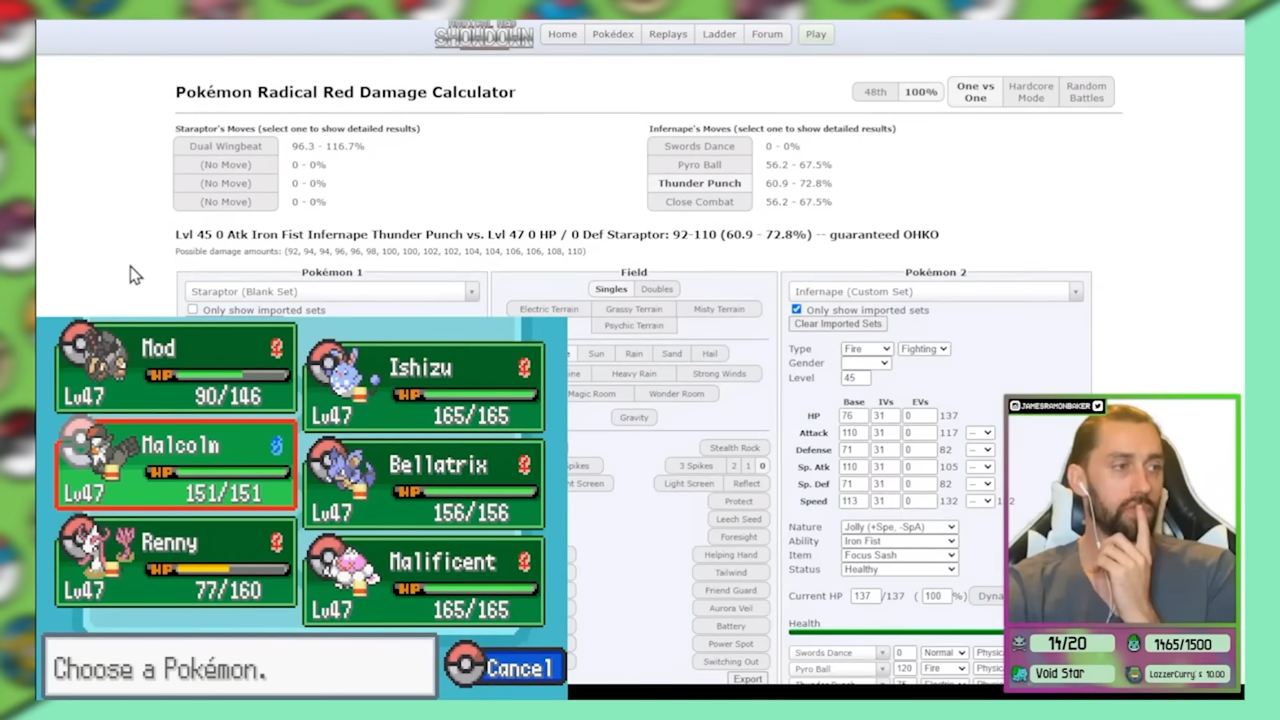 RADICAL RED
SHOWDOWN Home Pokédex Replays Ladder Forum Play
Pokémon Radical Red Damage Calculator
48th 100% One vs One Hardcore Mode Random Battles
Staraptor's Moves (select one to show detailed results)
Dual Wingbeat 96.3 - 116.7%
(No Move) 0 - 0%
(No Move) 0 - 0%
(No Move) 0 - 0%
Infernape's Moves (select one to show detailed results)
Swords Dance 0 - 0%
Pyro Ball 56.2 - 67.5%
Thunder Punch 60.9 - 72.8%
Close Combat 56.2 - 67.5%
Lvl 45 0 Atk Iron Fist Infernape Thunder Punch vs. Lvl 47 0 HP / 0 Def Staraptor: 92-110 (60.9 - 72.8%) -- guaranteed OHKO
Possible damage amounts: (92, 94, 94, 96, 96, 98, 100, 100, 102, 102, 104, 104, 106, 106, 108, 110)
Pokémon 1
Staraptor (Blank Set)
Only show imported sets
Field
Singles Doubles
Electric Terrain Grassy Terrain Misty Terrain
Psychic Terrain
Sun Rain Sand Hail
Heavy Rain Strong Winds
Magic Room Wonder Room
Gravity
Stealth Rock
Spikes 3 Spikes 2 1 0
Light Screen Reflect
Protect
Leech Seed
Foresight
Helping Hand
Tailwind
Friend Guard
Aurora Veil
Battery
Power Spot
Switching Out
Export
Pokémon 2
Infernape (Custom Set)
Only show imported sets
Clear Imported Sets
Type Fire Fighting
Gender
Level 45
Base IVs EVs
HP 76 31 0 137
Attack 110 31 0 117 --
Defense 71 31 0 82 --
Sp. Atk 110 31 0 105 --
Sp. Def 71 31 0 82 --
Speed 113 31 0 132 --
Nature Jolly (+Spe, -SpA)
Ability Iron Fist
Item Focus Sash
Status Healthy
Current HP 137 /137 ( 100 %)
Health
Swords Dance 0 Normal
Pyro Ball 120 Fire
Mod
HP
Lv47 90/146
Malcolm
HP
Lv47 151/151
Renny
HP
Lv47 77/160
Ishizu
HP
Lv47 165/165
Bellatrix
HP
Lv47 156/156
Malificent
HP
Lv47 165/165
Choose a Pokémon.
Cancel
@JAMESRAMONBAKER
14/20 1465/1500
Void Star LozzerCurry's 10.00